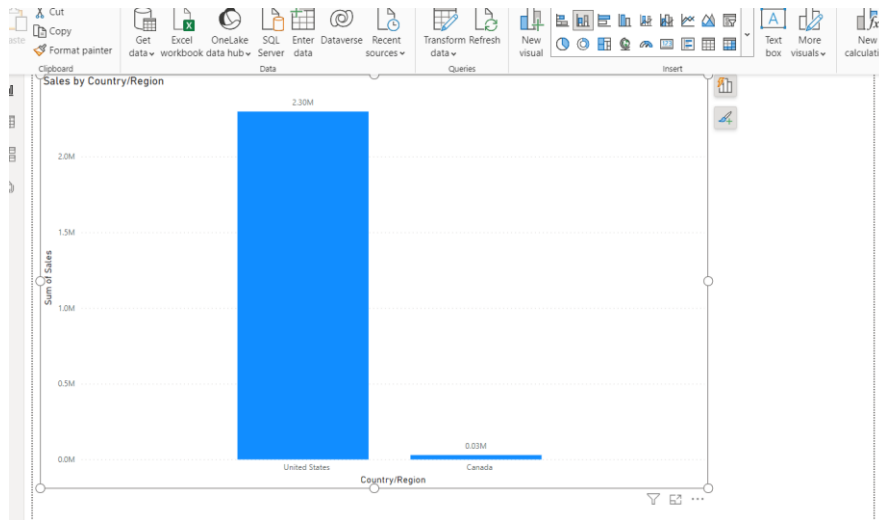 Cut
Copy
Format painter
Clipboard
Get data
Excel workbook
OneLake data hub
SQL Server
Enter data
Dataverse
Recent sources
Data
Transform data
Refresh
Queries
New visual
Text box
More visuals
Insert
New
Sales by Country/Region
2.30M
2.0M
1.5M
1.0M
0.5M
0.0M
Sum of Sales
0.03M
United States
Canada
Country/Region